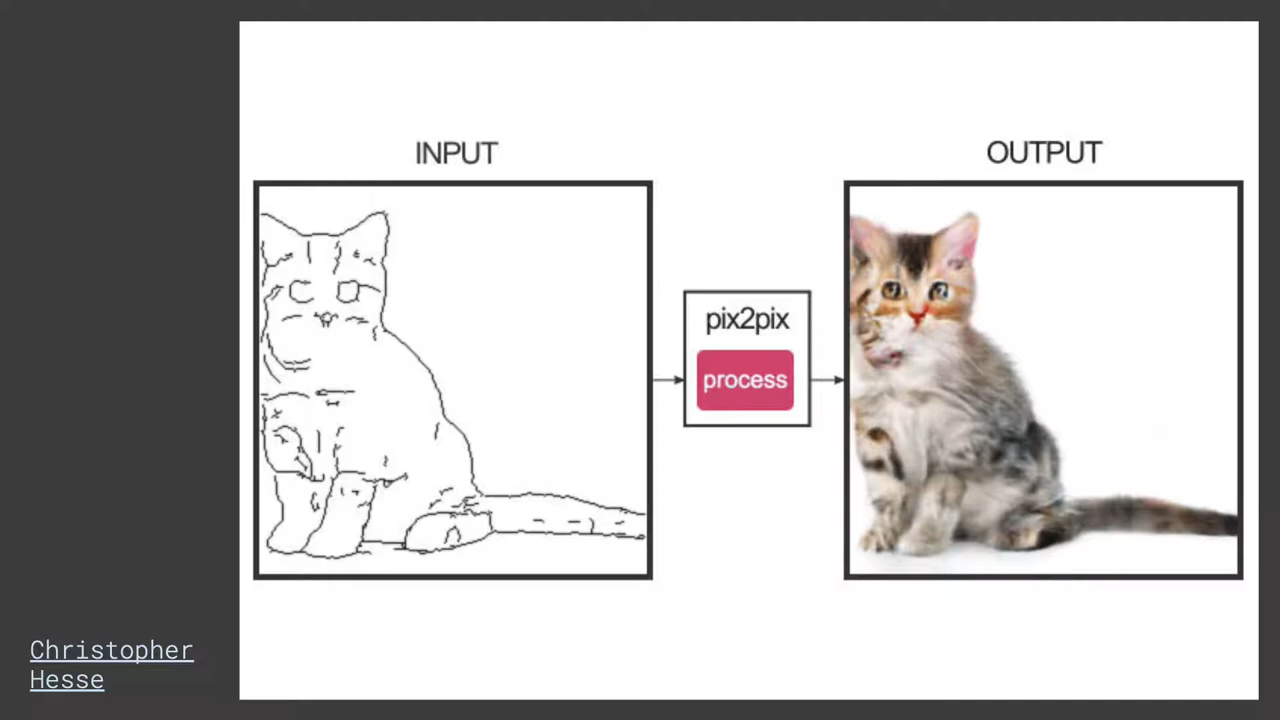 INPUT
OUTPUT
pix2pix
process
Christopher
Hesse